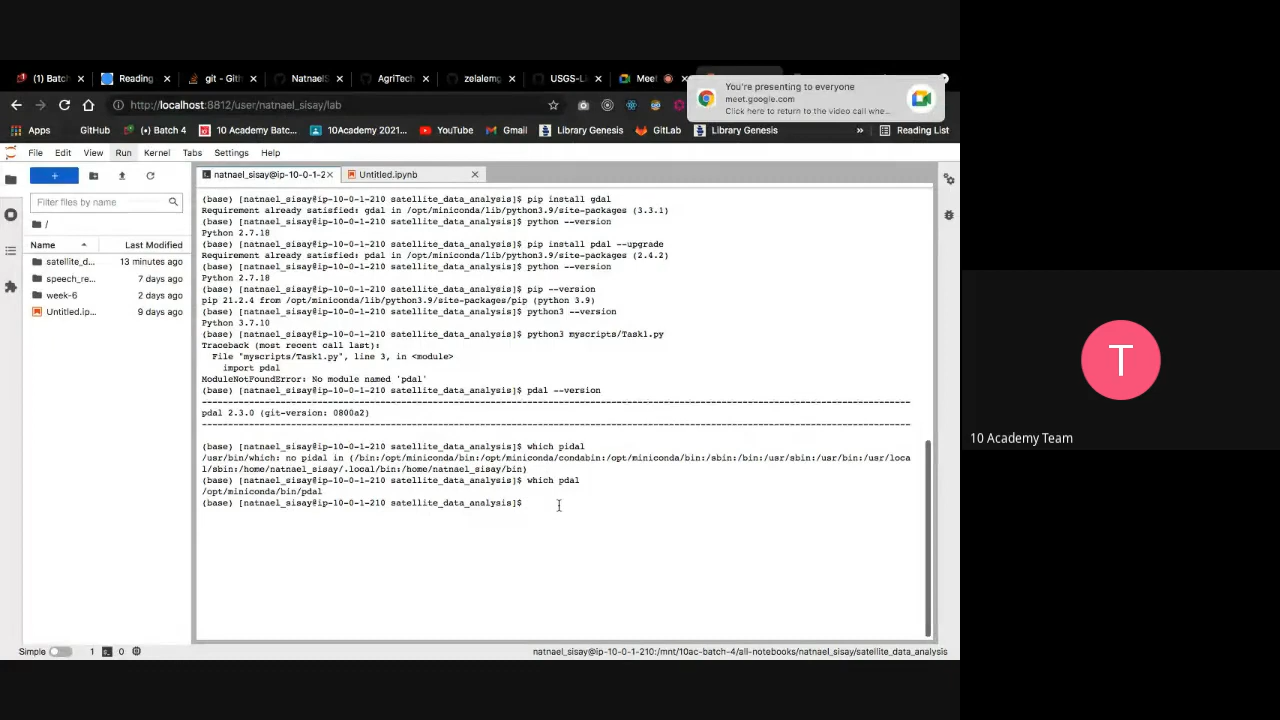 (1) Batch
Reading
git - Gith
NatnaelS
AgriTech
zelalemg
USGS-Li
Meet
http://localhost:8812/user/natnael_sisay/lab
You're presenting to everyone
meet.google.com
Click here to return to the video call whe...
Apps
GitHub
(•) Batch 4
10 Academy Batc...
10Academy 2021...
YouTube
Gmail
Library Genesis
GitLab
Library Genesis
»
Reading List
File
Edit
View
Run
Kernel
Tabs
Settings
Help
+
natnael_sisay@ip-10-0-1-2
Untitled.ipynb
Filter files by name
/
Name
Last Modified
satellite_d...
13 minutes ago
speech_re...
7 days ago
week-6
2 days ago
Untitled.ip...
9 days ago
(base) [natnael_sisay@ip-10-0-1-210 satellite_data_analysis]$ pip install gdal
Requirement already satisfied: gdal in /opt/miniconda/lib/python3.9/site-packages (3.3.1)
(base) [natnael_sisay@ip-10-0-1-210 satellite_data_analysis]$ python --version
Python 2.7.18
(base) [natnael_sisay@ip-10-0-1-210 satellite_data_analysis]$ pip install pdal --upgrade
Requirement already satisfied: pdal in /opt/miniconda/lib/python3.9/site-packages (2.4.2)
(base) [natnael_sisay@ip-10-0-1-210 satellite_data_analysis]$ python --version
Python 2.7.18
(base) [natnael_sisay@ip-10-0-1-210 satellite_data_analysis]$ pip --version
pip 21.2.4 from /opt/miniconda/lib/python3.9/site-packages/pip (python 3.9)
(base) [natnael_sisay@ip-10-0-1-210 satellite_data_analysis]$ python3 --version
Python 3.7.10
(base) [natnael_sisay@ip-10-0-1-210 satellite_data_analysis]$ python3 myscripts/Task1.py
Traceback (most recent call last):
File "myscripts/Task1.py", line 3, in <module>
import pdal
ModuleNotFoundError: No module named 'pdal'
(base) [natnael_sisay@ip-10-0-1-210 satellite_data_analysis]$ pdal --version
pdal 2.3.0 (git-version: 0800a2)
(base) [natnael_sisay@ip-10-0-1-210 satellite_data_analysis]$ which pidal
/usr/bin/which: no pidal in (/bin:/opt/miniconda/bin:/opt/miniconda/condabin:/opt/miniconda/bin:/sbin:/bin:/usr/sbin:/usr/bin:/usr/loca
l/sbin:/home/natnael_sisay/.local/bin:/home/natnael_sisay/bin)
(base) [natnael_sisay@ip-10-0-1-210 satellite_data_analysis]$ which pdal
/opt/miniconda/bin/pdal
(base) [natnael_sisay@ip-10-0-1-210 satellite_data_analysis]$
T
10 Academy Team
Simple
1
0
natnael_sisay@ip-10-0-1-210:/mnt/10ac-batch-4/all-notebooks/natnael_sisay/satellite_data_analysis